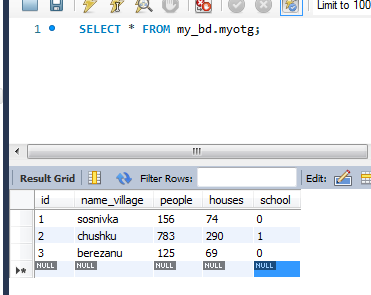 Limit to 100
1 SELECT * FROM my_bd.myotg;
Result Grid Filter Rows: Edit:
id name_village people houses school
1 sosnivka 156 74 0
2 chushku 783 290 1
3 berezanu 125 69 0
NULL NULL NULL NULL NULL